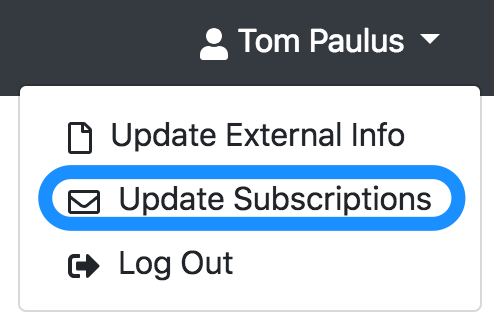 Tom Paulus
Update External Info
Update Subscriptions
Log Out